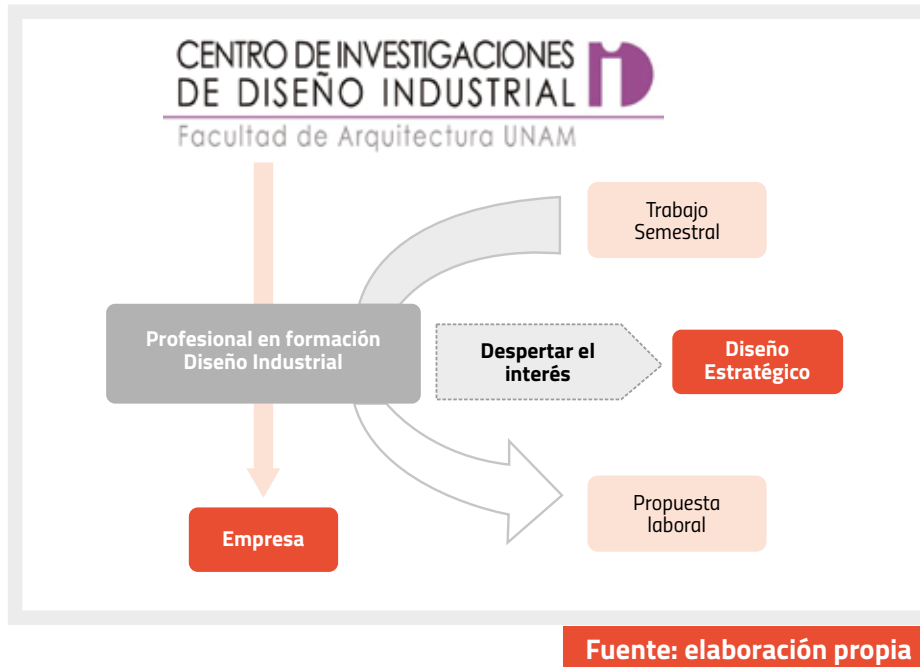 CENTRO DE INVESTIGACIONES
DE DISEÑO INDUSTRIAL
Facultad de Arquitectura UNAM
Trabajo
Semestral
Profesional en formación
Diseño Industrial
Despertar el
interés
Diseño
Estratégico
Propuesta
laboral
Empresa
Fuente: elaboración propia